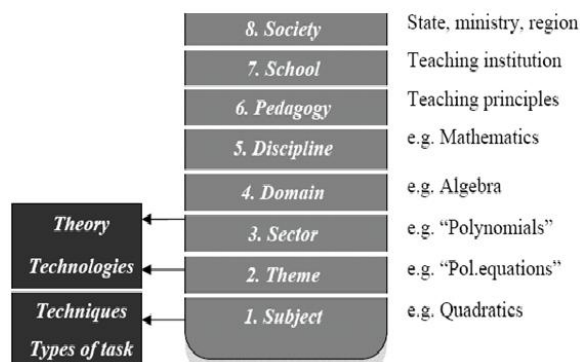 8. Society State, ministry, region
7. School Teaching institution
6. Pedagogy Teaching principles
5. Discipline e.g. Mathematics
4. Domain e.g. Algebra
Theory 3. Sector e.g. “Polynomials”
Technologies 2. Theme e.g. “Pol.equations”
Techniques 1. Subject e.g. Quadratics
Types of task